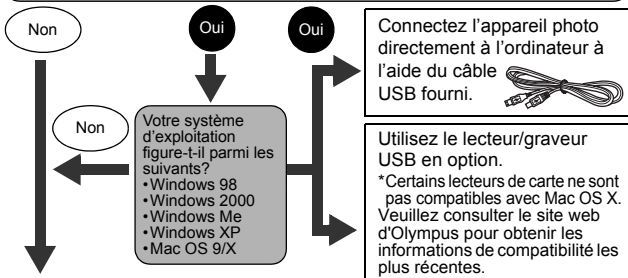 Non
Oui
Oui
Connectez l'appareil photo
directement à l'ordinateur à
l'aide du câble
USB fourni.
Non
Votre système
d'exploitation
figure-t-il parmi les
suivants?
•Windows 98
•Windows 2000
•Windows Me
•Windows XP
•Mac OS 9/X
Utilisez le lecteur/graveur
USB en option.
*Certains lecteurs de carte ne sont
pas compatibles avec Mac OS X.
Veuillez consulter le site web
d'Olympus pour obtenir les
informations de compatibilité les
plus récentes.